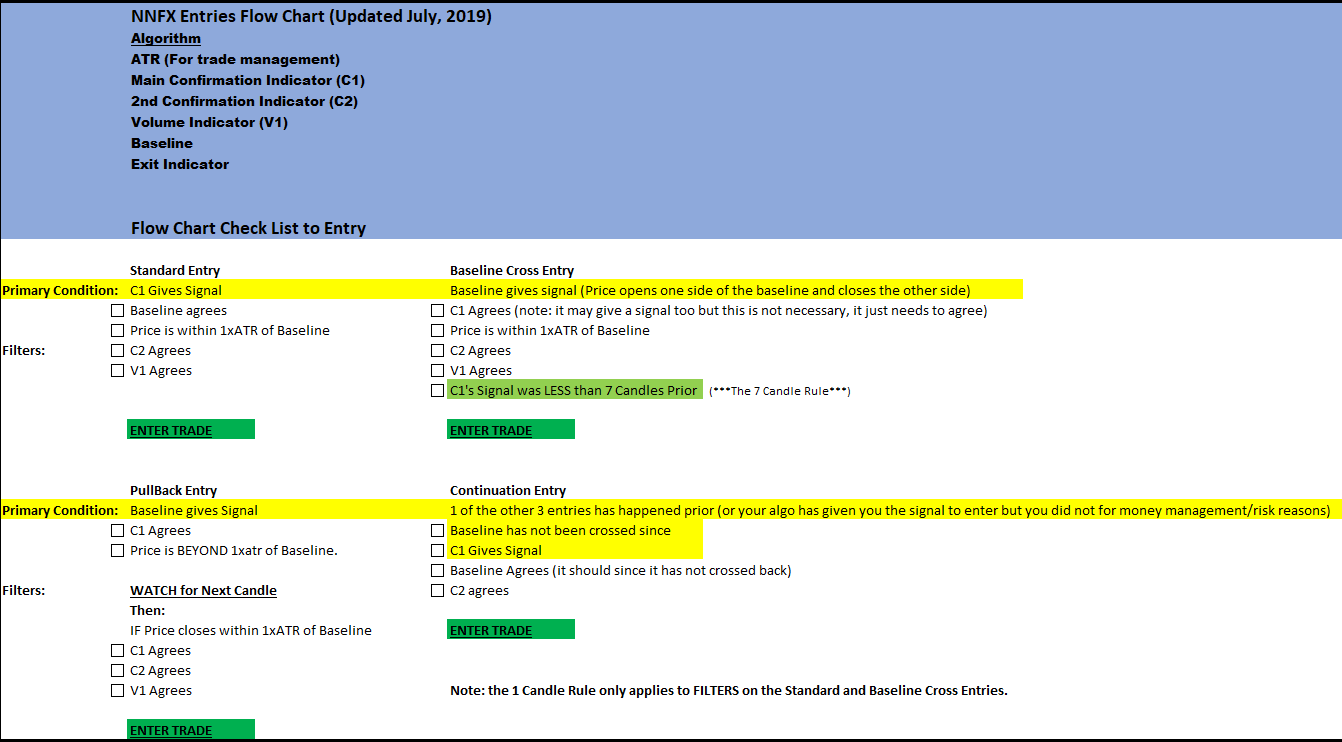 NNFX Entries Flow Chart (Updated July, 2019)
Algorithm
ATR (For trade management)
Main Confirmation Indicator (C1)
2nd Confirmation Indicator (C2)
Volume Indicator (V1)
Baseline
Exit Indicator
Flow Chart Check List to Entry
Standard Entry
Baseline Cross Entry
Primary Condition: C1 Gives Signal
Baseline gives signal (Price opens one side of the baseline and closes the other side)
Baseline agrees
C1 Agrees (note: it may give a signal too but this is not necessary, it just needs to agree)
Price is within 1xATR of Baseline
Price is within 1xATR of Baseline
Filters:
C2 Agrees
C2 Agrees
V1 Agrees
V1 Agrees
C1's Signal was LESS than 7 Candles Prior (***The 7 Candle Rule***)
ENTER TRADE
ENTER TRADE
PullBack Entry
Continuation Entry
Primary Condition: Baseline gives Signal
1 of the other 3 entries has happened prior (or your algo has given you the signal to enter but you did not for money management/risk reasons)
C1 Agrees
Baseline has not been crossed since
Price is BEYOND 1xatr of Baseline.
C1 Gives Signal
Baseline Agrees (it should since it has not crossed back)
Filters:
WATCH for Next Candle
C2 agrees
Then:
IF Price closes within 1xATR of Baseline
ENTER TRADE
C1 Agrees
C2 Agrees
V1 Agrees
Note: the 1 Candle Rule only applies to FILTERS on the Standard and Baseline Cross Entries.
ENTER TRADE